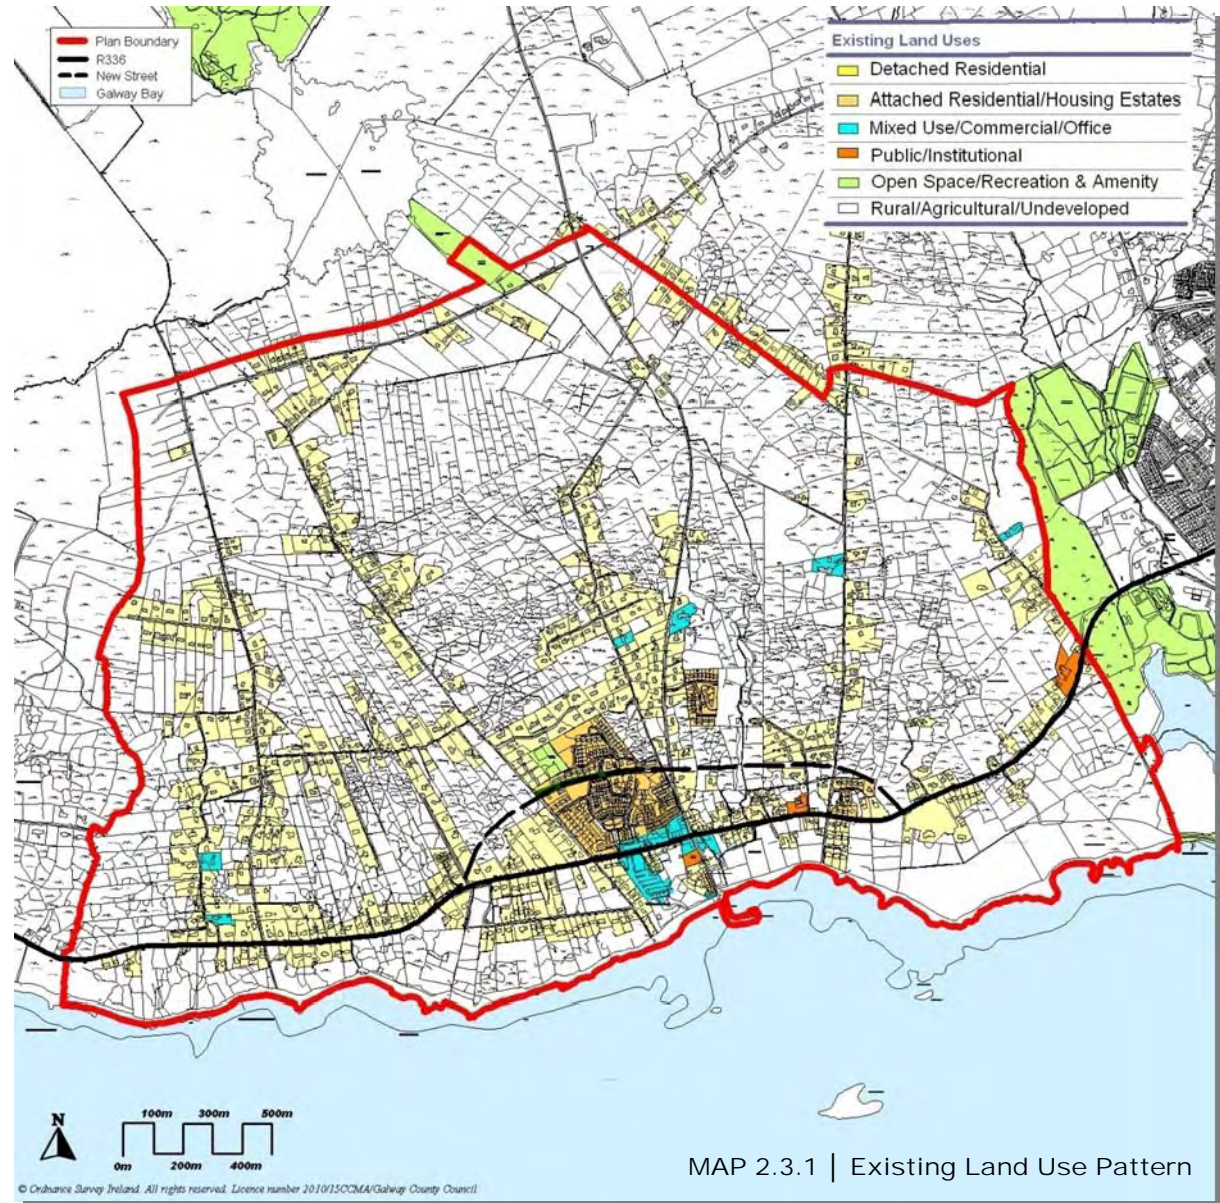 Plan Boundary
R336
New Street
Galway Bay
Existing Land Uses
Detached Residential
Attached Residential/Housing Estates
Mixed Use/Commercial/Office
Public/Institutional
Open Space/Recreation & Amenity
Rural/Agricultural/Undeveloped
N
100m 300m 500m
0m 200m 400m
MAP 2.3.1 | Existing Land Use Pattern
© Ordnance Survey Ireland. All rights reserved. Licence number 2010/15CCMA/Galway County Council